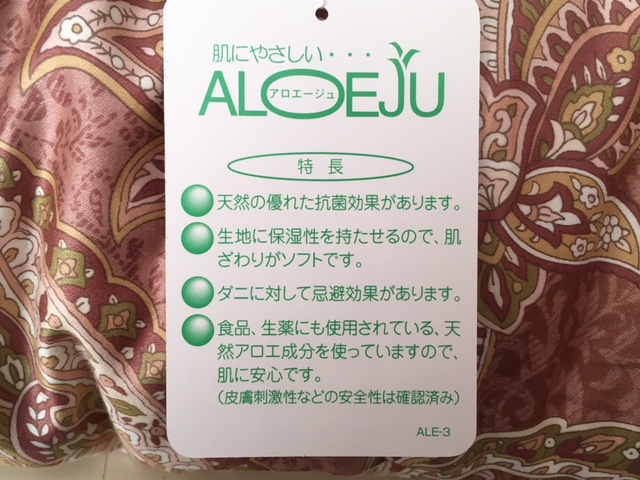 肌にやさしい・・・
ALOEJU
アロエージュ
特長
天然の優れた抗菌効果があります。
生地に保湿性を持たせるので、肌
ざわりがソフトです。
ダニに対して忌避効果があります。
食品、生薬にも使用されている、天
然アロエ成分を使っていますので、
肌に安心です。
(皮膚刺激性などの安全性は確認済み)
ALE-3